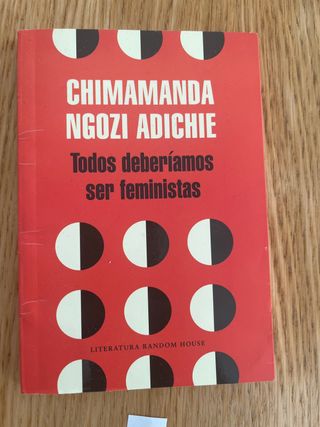 CHIMAMANDA
NGOZI ADICHIE
Todos deberíamos
ser feministas
LITERATURA RANDOM HOUSE